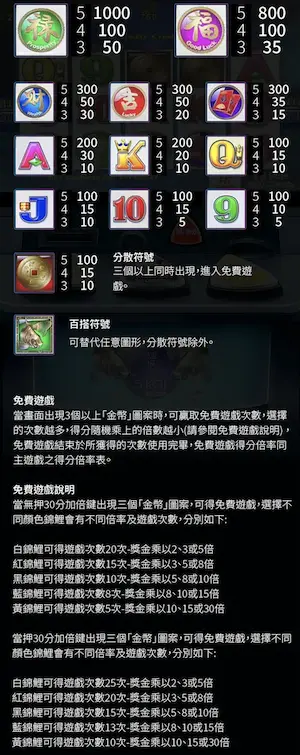 禄 5 1000 福 5 800
4 100 4 100
Prosperity 3 50 Good Luck 3 35
財 5 300 吉 5 300 5 300
4 50 4 50 4 35
3 30 Lucky 3 20 3 15
A 5 200 K 5 200 Q 5 100
4 30 4 20 4 15
3 10 3 10 3 10
J 5 100 10 5 100 9 5 100
4 15 4 15 4 10
3 10 3 5 3 5
5 100 分散符號
4 15 三個以上同時出現,進入免費遊
3 10 戲。
百搭符號
可替代任意圖形,分散符號除外。
免費遊戲
當畫面出現3個以上「金幣」圖案時,可贏取免費遊戲次數,選擇
的次數越多,得分隨機乘上的倍數越小(請參閱免費遊戲說明),
免費遊戲結束於所獲得的次數使用完畢,免費遊戲得分倍率同
主遊戲之得分倍率表。
免費遊戲說明
當無押30分加倍鍵出現三個「金幣」圖案,可得免費遊戲,選擇不
同顏色錦鯉會有不同倍率及遊戲次數,分別如下:
白錦鯉可得遊戲次數20次-獎金乘以2、3或5倍
紅錦鯉可得遊戲次數15次-獎金乘以3、5或8倍
黑錦鯉可得遊戲次數10次-獎金乘以5、8或10倍
藍錦鯉可得遊戲次數8次-獎金乘以8、10或15倍
黃錦鯉可得遊戲次數5次-獎金乘以10、15或30倍
當押30分加倍鍵出現三個「金幣」圖案,可得免費遊戲,選擇不同
顏色錦鯉會有不同倍率及遊戲次數,分別如下:
白錦鯉可得遊戲次數25次-獎金乘以2、3或5倍
紅錦鯉可得遊戲次數20次-獎金乘以3、5或8倍
黑錦鯉可得遊戲次數15次-獎金乘以5、8或10倍
藍錦鯉可得遊戲次數13次-獎金乘以8、10或15倍
黃錦鯉可得遊戲次數10次-獎金乘以10、15或30倍